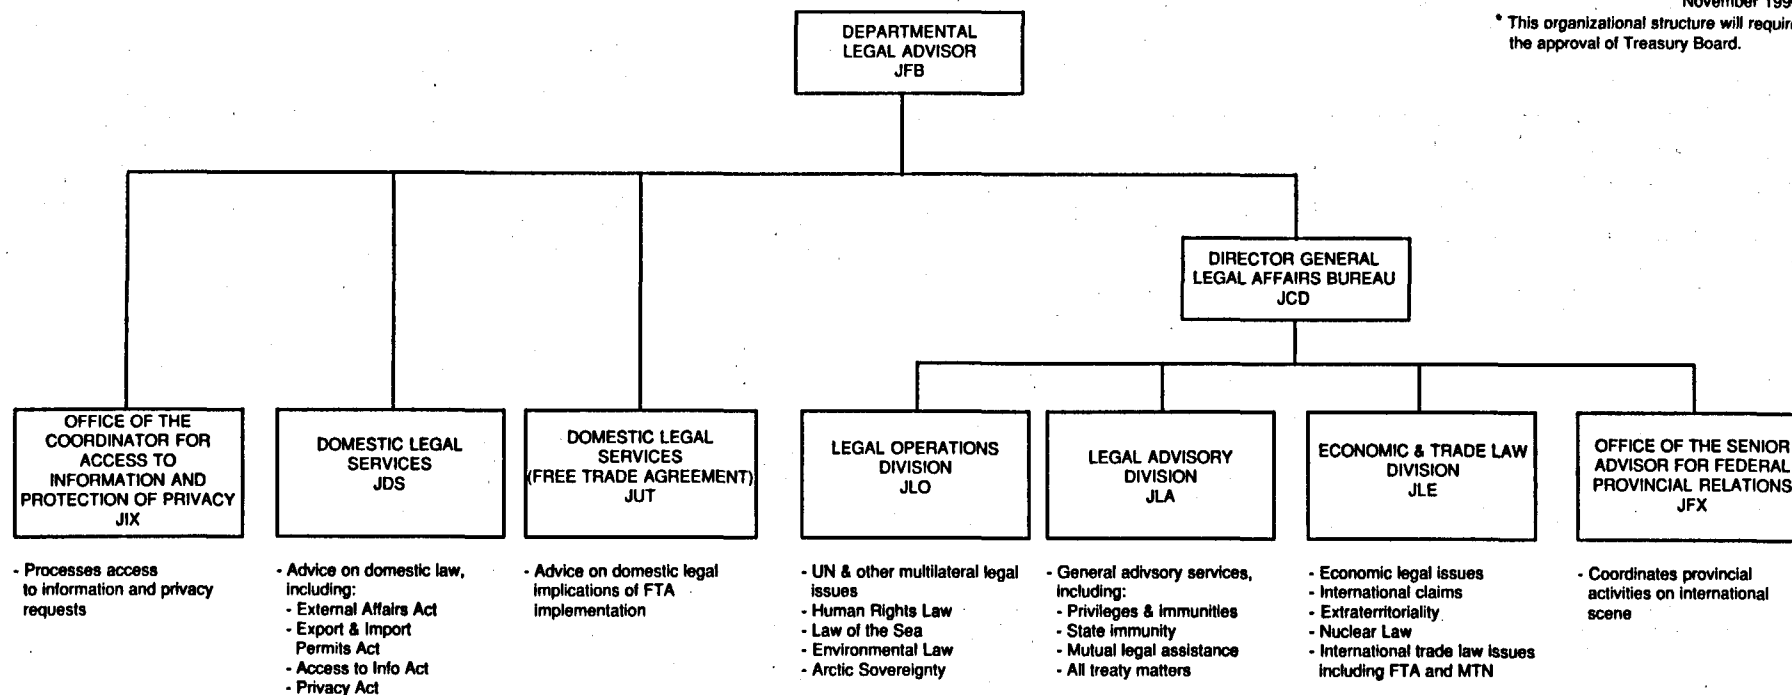 November 199
* This organizational structure will require
the approval of Treasury Board.
DEPARTMENTAL
LEGAL ADVISOR
JFB
DIRECTOR GENERAL
LEGAL AFFAIRS BUREAU
JCD
OFFICE OF THE
COORDINATOR FOR
ACCESS TO
INFORMATION AND
PROTECTION OF PRIVACY
JIX
DOMESTIC LEGAL
SERVICES
JDS
DOMESTIC LEGAL
SERVICES
(FREE TRADE AGREEMENT)
JUT
LEGAL OPERATIONS
DIVISION
JLO
LEGAL ADVISORY
DIVISION
JLA
ECONOMIC & TRADE LAW
DIVISION
JLE
OFFICE OF THE SENIOR
ADVISOR FOR FEDERAL
PROVINCIAL RELATIONS
JFX
- Processes access
to information and privacy
requests
- Advice on domestic law,
including:
- External Affairs Act
- Export & Import
Permits Act
- Access to Info Act
- Privacy Act
- Advice on domestic legal
implications of FTA
implementation
- UN & other multilateral legal
issues
- Human Rights Law
- Law of the Sea
- Environmental Law
- Arctic Sovereignty
- General adivsory services,
including:
- Privileges & immunities
- State immunity
- Mutual legal assistance
- All treaty matters
- Economic legal issues
- International claims
- Extraterritoriality
- Nuclear Law
- International trade law issues
including FTA and MTN
- Coordinates provincial
activities on international
scene